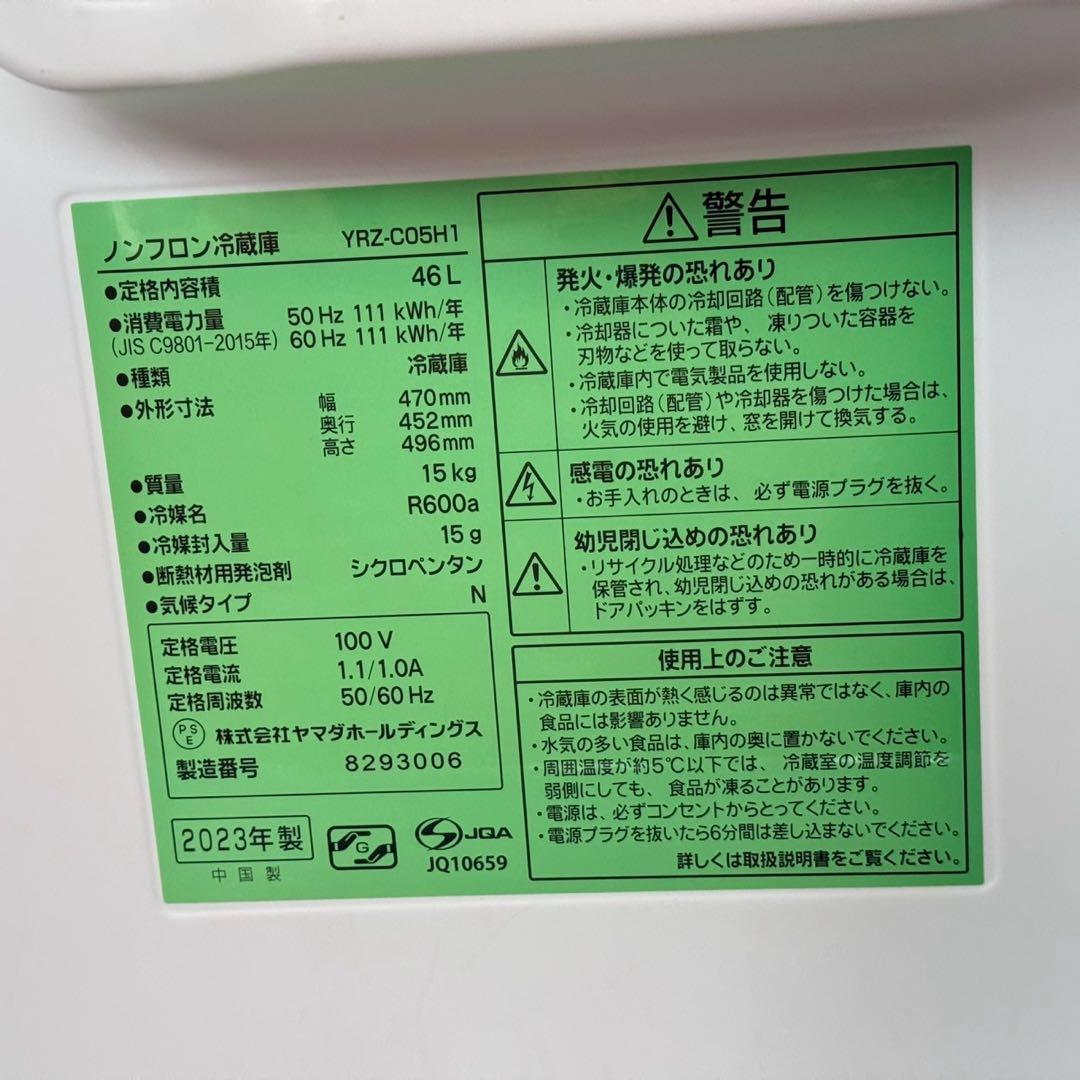 ノンフロン冷蔵庫 YRZ-C05H1
●定格内容積 46L
●消費電力量 50Hz 111 kWh/年
(JIS C9801-2015年) 60Hz 111 kWh/年
●種類 冷蔵庫
●外形寸法 幅 470mm
奥行 452mm
高さ 496mm
●質量 15kg
●冷媒名 R600a
●冷媒封入量 15g
●断熱材用発泡剤 シクロペンタン
●気候タイプ N
定格電圧 100V
定格電流 1.1/1.0A
定格周波数 50/60Hz
PSE 株式会社ヤマダホールディングス
製造番号 8293006
2023年製
中国製
G
JQA
JQ10659
警告
発火・爆発の恐れあり
・冷蔵庫本体の冷却回路(配管)を傷つけない。
・冷却器についた霜や、凍りついた容器を
刃物などを使って取らない。
・冷蔵庫内で電気製品を使用しない。
・冷却回路(配管)や冷却器を傷つけた場合は、
火気の使用を避け、窓を開けて換気する。
感電の恐れあり
・お手入れのときは、必ず電源プラグを抜く。
幼児閉じ込めの恐れあり
・リサイクル処理などのため一時的に冷蔵庫を
保管され、幼児閉じ込めの恐れがある場合は、
ドアパッキンをはずす。
使用上のご注意
・冷蔵庫の表面が熱く感じるのは異常ではなく、庫内の
食品には影響ありません。
・水気の多い食品は、庫内の奥に置かないでください。
・周囲温度が約5℃以下では、冷蔵室の温度調節を
弱側にしても、食品が凍ることがあります。
・電源は、必ずコンセントからとってください。
・電源プラグを抜いたら6分間は差し込まないでください。
詳しくは取扱説明書をご覧ください。